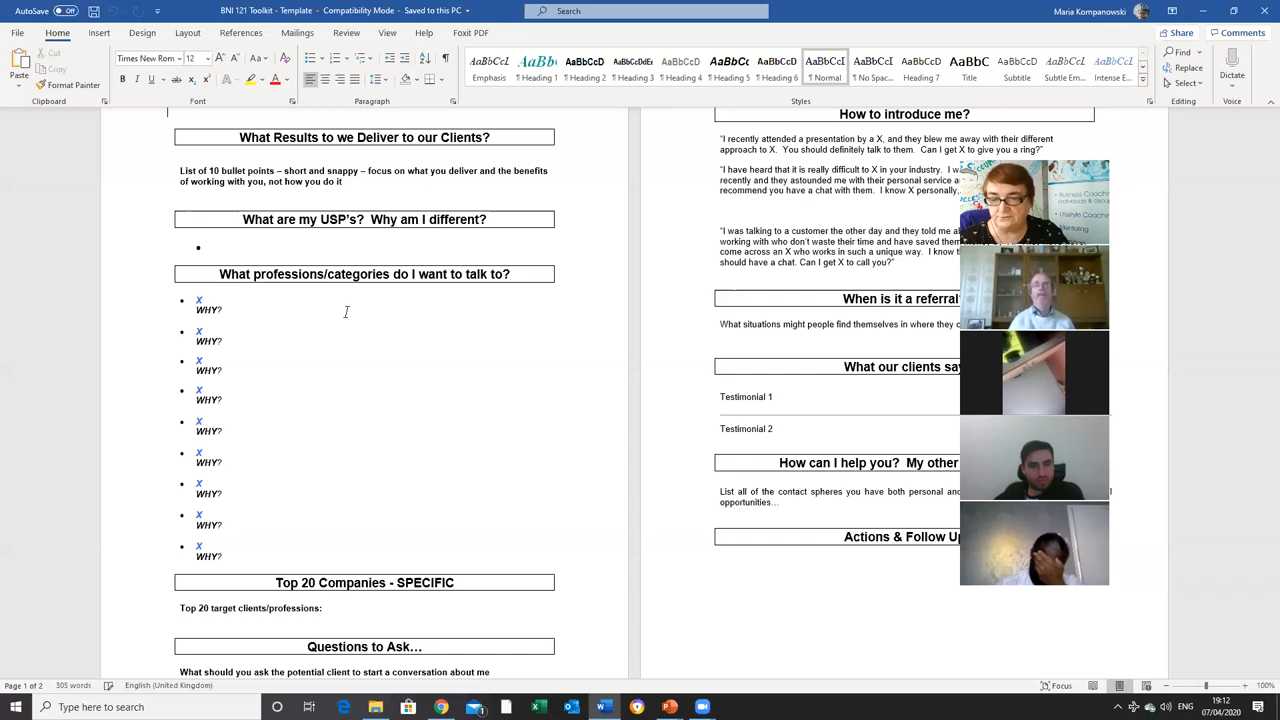 AutoSave Off BNI 121 Template - Saved to this PC Search Maria Kompanowski
File Home Insert Design Layout References Mailings Review View Help Foxit PDF Share Comments
Paste Cut Copy Format Painter
Times New Rom 12
Emphasis Heading 1 Heading 2 Heading 3 Heading 4 Heading 5 Heading 6 Normal No Spac... Heading 7 Title Subtitle Subtle Em... Intense E...
Find Replace Select Dictate
Clipboard Font Paragraph Styles Editing Voice
What Results to we Deliver to our Clients?
List of 10 bullet points – short and snappy – focus on what you deliver and the benefits
of working with you, not how you do it
What are my USP's? Why am I different?
•
What professions/categories do I want to talk to?
• X
WHY?
• X
WHY?
• X
WHY?
• X
WHY?
• X
WHY?
• X
WHY?
• X
WHY?
• X
WHY?
• X
WHY?
Top 20 Companies - SPECIFIC
Top 20 target clients/professions:
Questions to Ask…
What should you ask the potential client to start a conversation about me
How to introduce me?
“I recently attended a presentation by a X, and they blew me away with their different
approach to X. You should definitely talk to them. Can I get X to give you a ring?”
“I have heard that it is really difficult to X in your industry. I
recently and they astounded me with their personal service
recommend you have a chat with them. I know X personally,
“I was talking to a customer the other day and they told me
working with who don't waste their time and have saved them
come across an X who works in such a unique way. I know
should have a chat. Can I get X to call you?”
When is it a referral
What situations might people find themselves in where they
What our clients say
Testimonial 1
Testimonial 2
How can I help you? My other
List all of the contact spheres you have both personal and
opportunities…
Actions & Follow Up
Business Coaching
Individuals & Group
Lifestyle Coaching
Mentoring
Page 1 of 2 305 words English (United Kingdom) Focus 100%
Type here to search 19:12
ENG
07/04/2020